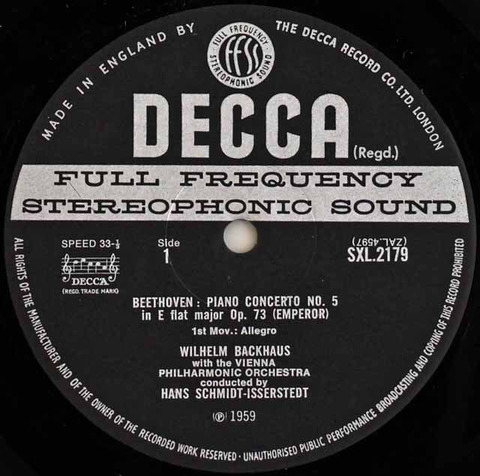 MADE IN ENGLAND BY
FULL FREQUENCY
ffss
STEREOPHONIC SOUND
THE DECCA RECORD CO. LTD. LONDON
DECCA (Regd.)
FULL FREQUENCY
STEREOPHONIC SOUND
SPEED 33-⅓
DECCA
(REGD. TRADE MARK)
Side
1
(ZAL.4597)
SXL.2179
BEETHOVEN : PIANO CONCERTO NO. 5
in E flat major Op. 73 (EMPEROR)
1st Mov.: Allegro
WILHELM BACKHAUS
with the VIENNA
PHILHARMONIC ORCHESTRA
conducted by
HANS SCHMIDT-ISSERSTEDT
℗ 1959
ALL RIGHTS OF THE MANUFACTURER AND OF THE OWNER OF THE RECORDED WORK RESERVED · UNAUTHORISED PUBLIC PERFORMANCE BROADCASTING AND COPYING OF THIS RECORD PROHIBITED